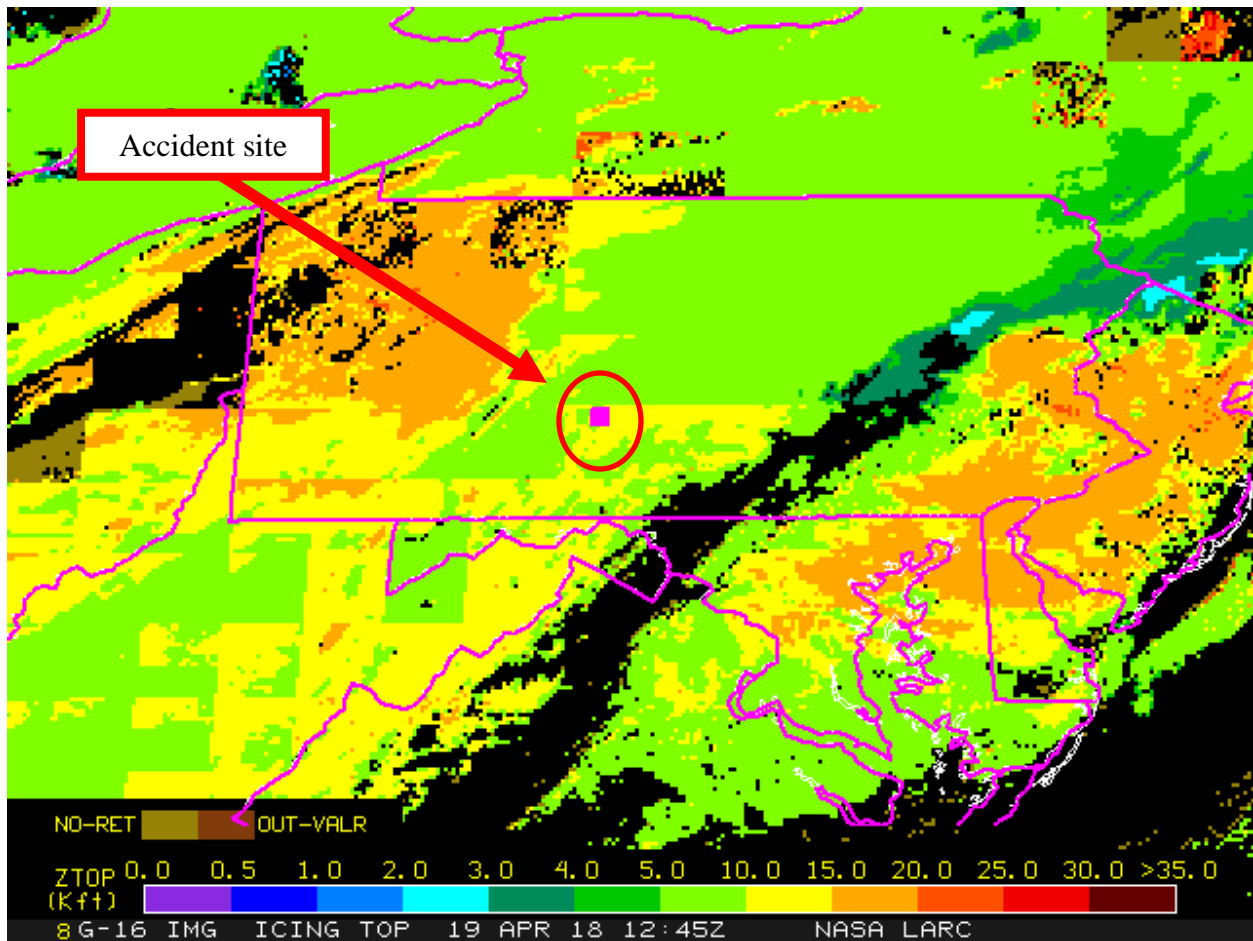 Accident site
NO-RET OUT-VALR
ZTOP 0.0 0.5 1.0 2.0 3.0 4.0 5.0 10.0 15.0 20.0 25.0 30.0 >35.0
(Kft)
8 G-16 IMG ICING TOP 19 APR 18 12:45Z NASA LARC